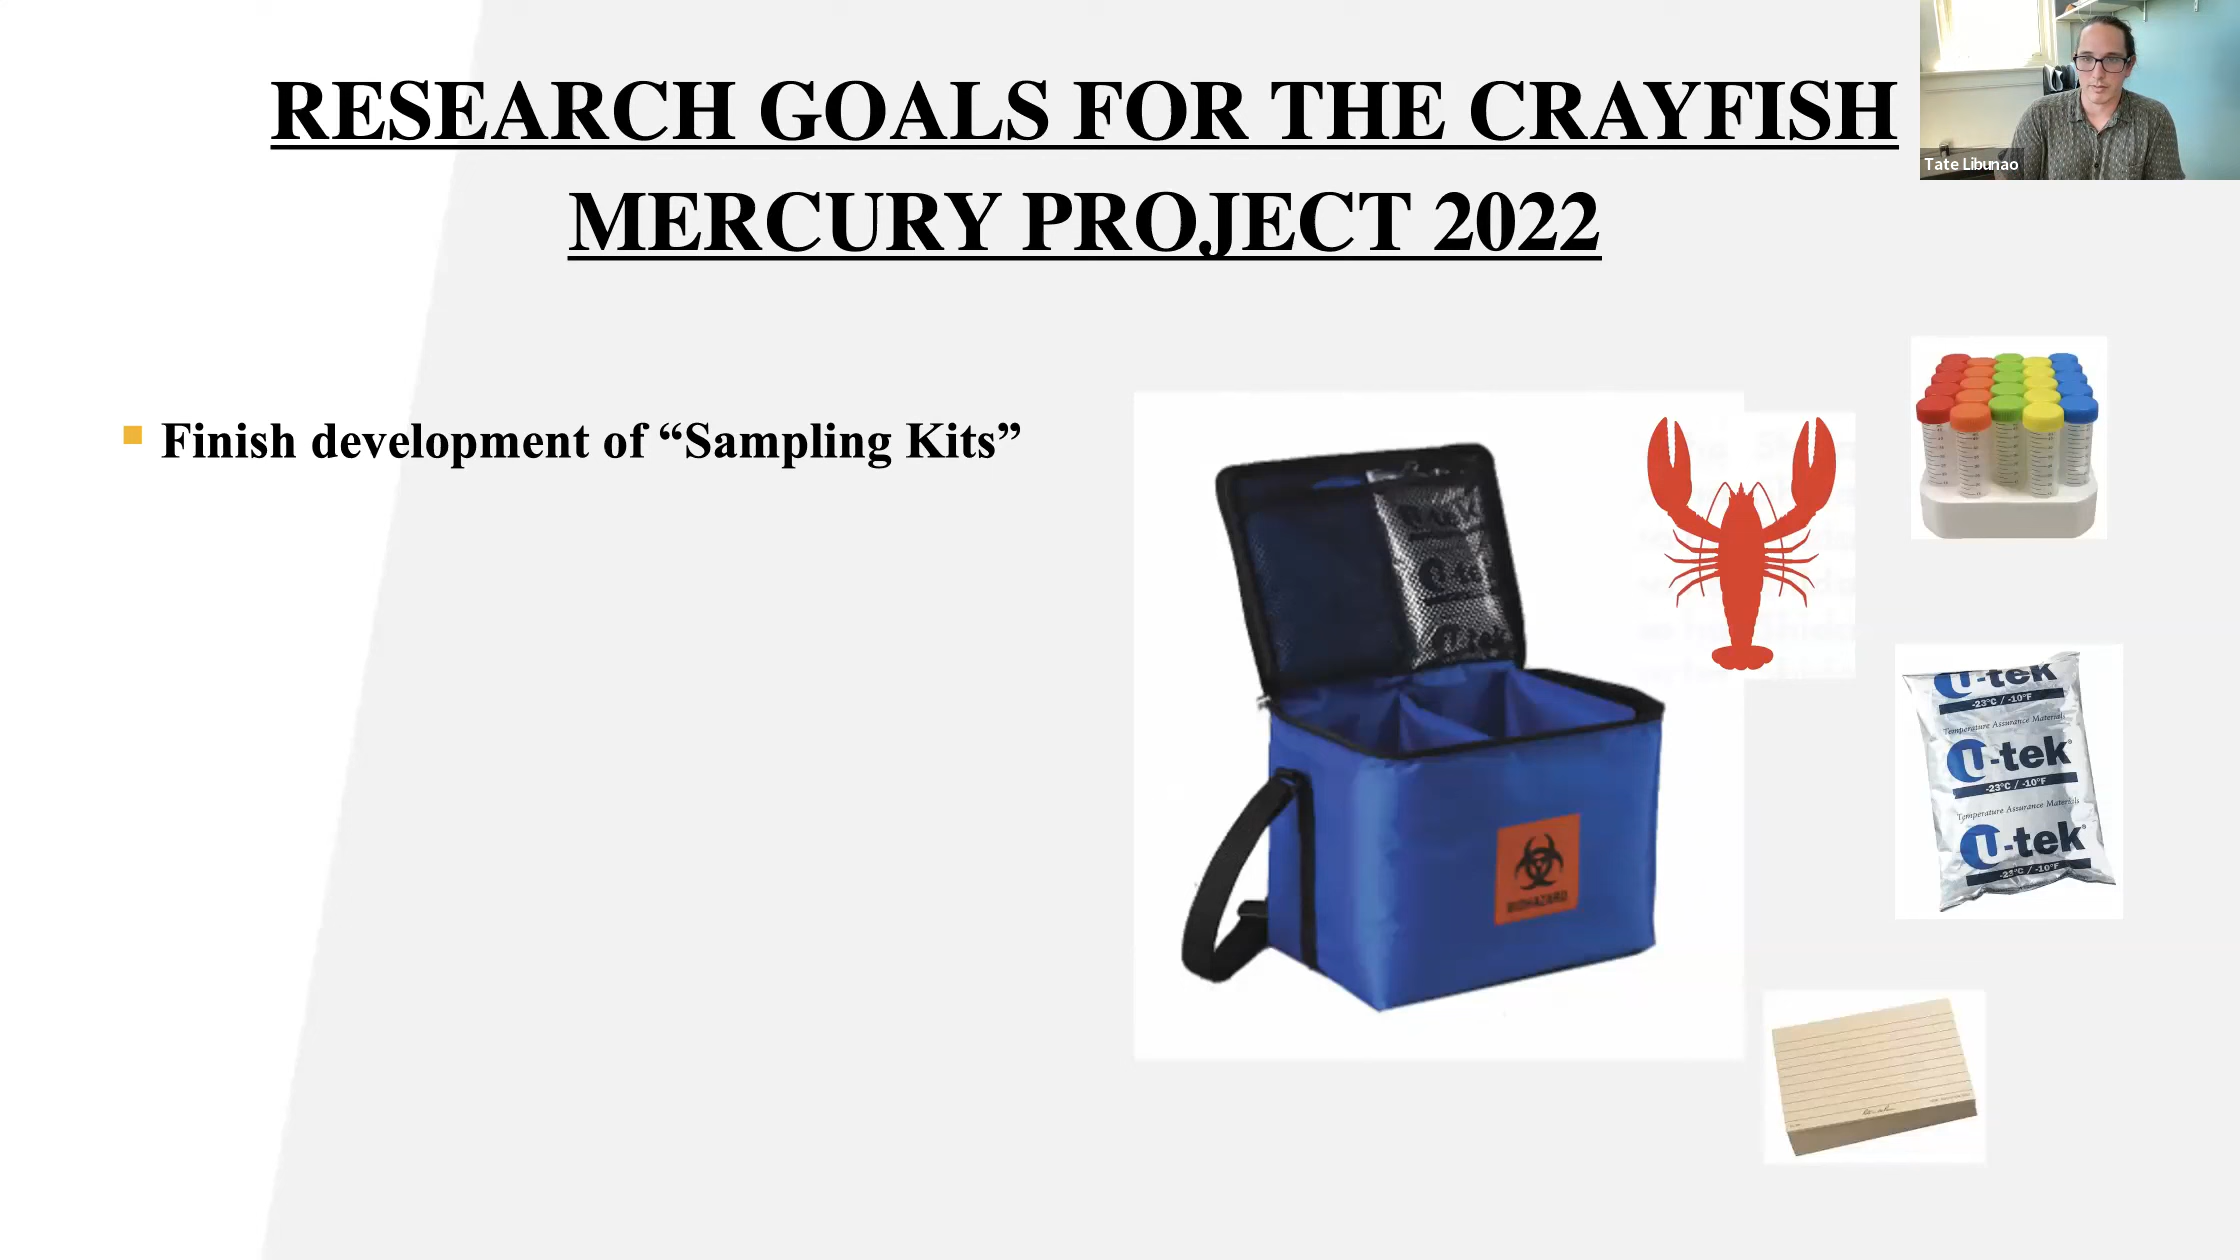 RESEARCH GOALS FOR THE CRAYFISH
MERCURY PROJECT 2022
Tate Libunao
▪ Finish development of “Sampling Kits”
BIOHAZARD
U-tek
-23°C / -10°F
Temperature Assurance Materials
U-tek
-23°C / -10°F
Temperature Assurance Materials
U-tek
-23°C / -10°F